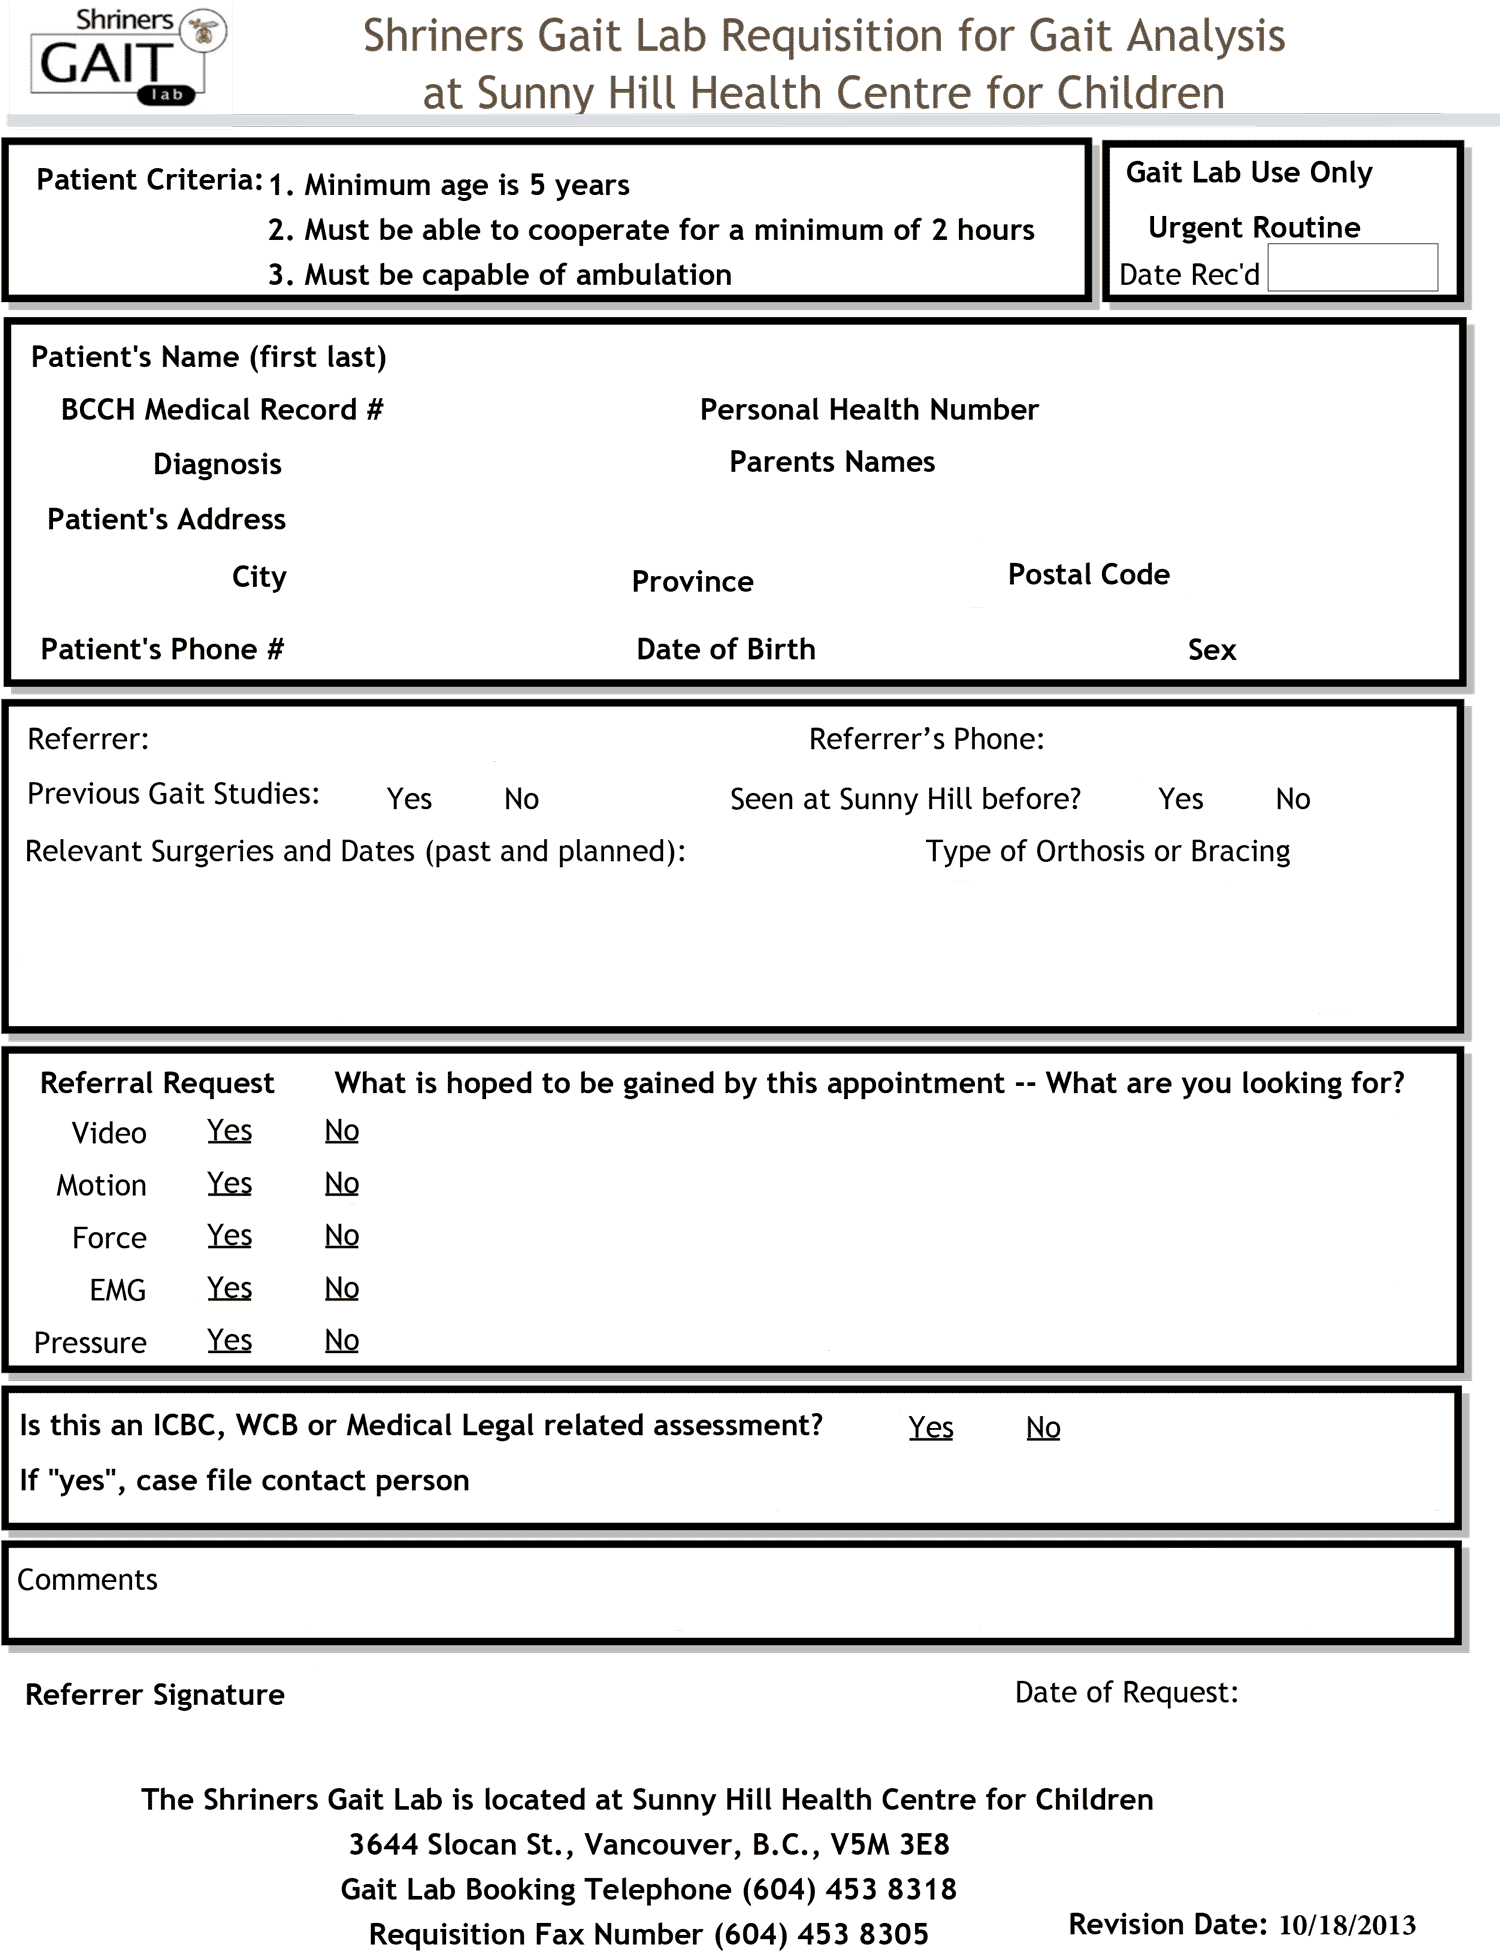 Shriners
GAIT
lab
Shriners Gait Lab Requisition for Gait Analysis
at Sunny Hill Health Centre for Children
Patient Criteria: 1. Minimum age is 5 years
2. Must be able to cooperate for a minimum of 2 hours
3. Must be capable of ambulation
Gait Lab Use Only
Urgent Routine
Date Rec'd
Patient's Name (first last)
BCCH Medical Record # Personal Health Number
Diagnosis Parents Names
Patient's Address
City Province Postal Code
Patient's Phone # Date of Birth Sex
Referrer: Referrer’s Phone:
Previous Gait Studies: Yes No Seen at Sunny Hill before? Yes No
Relevant Surgeries and Dates (past and planned): Type of Orthosis or Bracing
Referral Request What is hoped to be gained by this appointment -- What are you looking for?
Video Yes No
Motion Yes No
Force Yes No
EMG Yes No
Pressure Yes No
Is this an ICBC, WCB or Medical Legal related assessment? Yes No
If "yes", case file contact person
Comments
Referrer Signature Date of Request:
The Shriners Gait Lab is located at Sunny Hill Health Centre for Children
3644 Slocan St., Vancouver, B.C., V5M 3E8
Gait Lab Booking Telephone (604) 453 8318
Requisition Fax Number (604) 453 8305
Revision Date: 10/18/2013